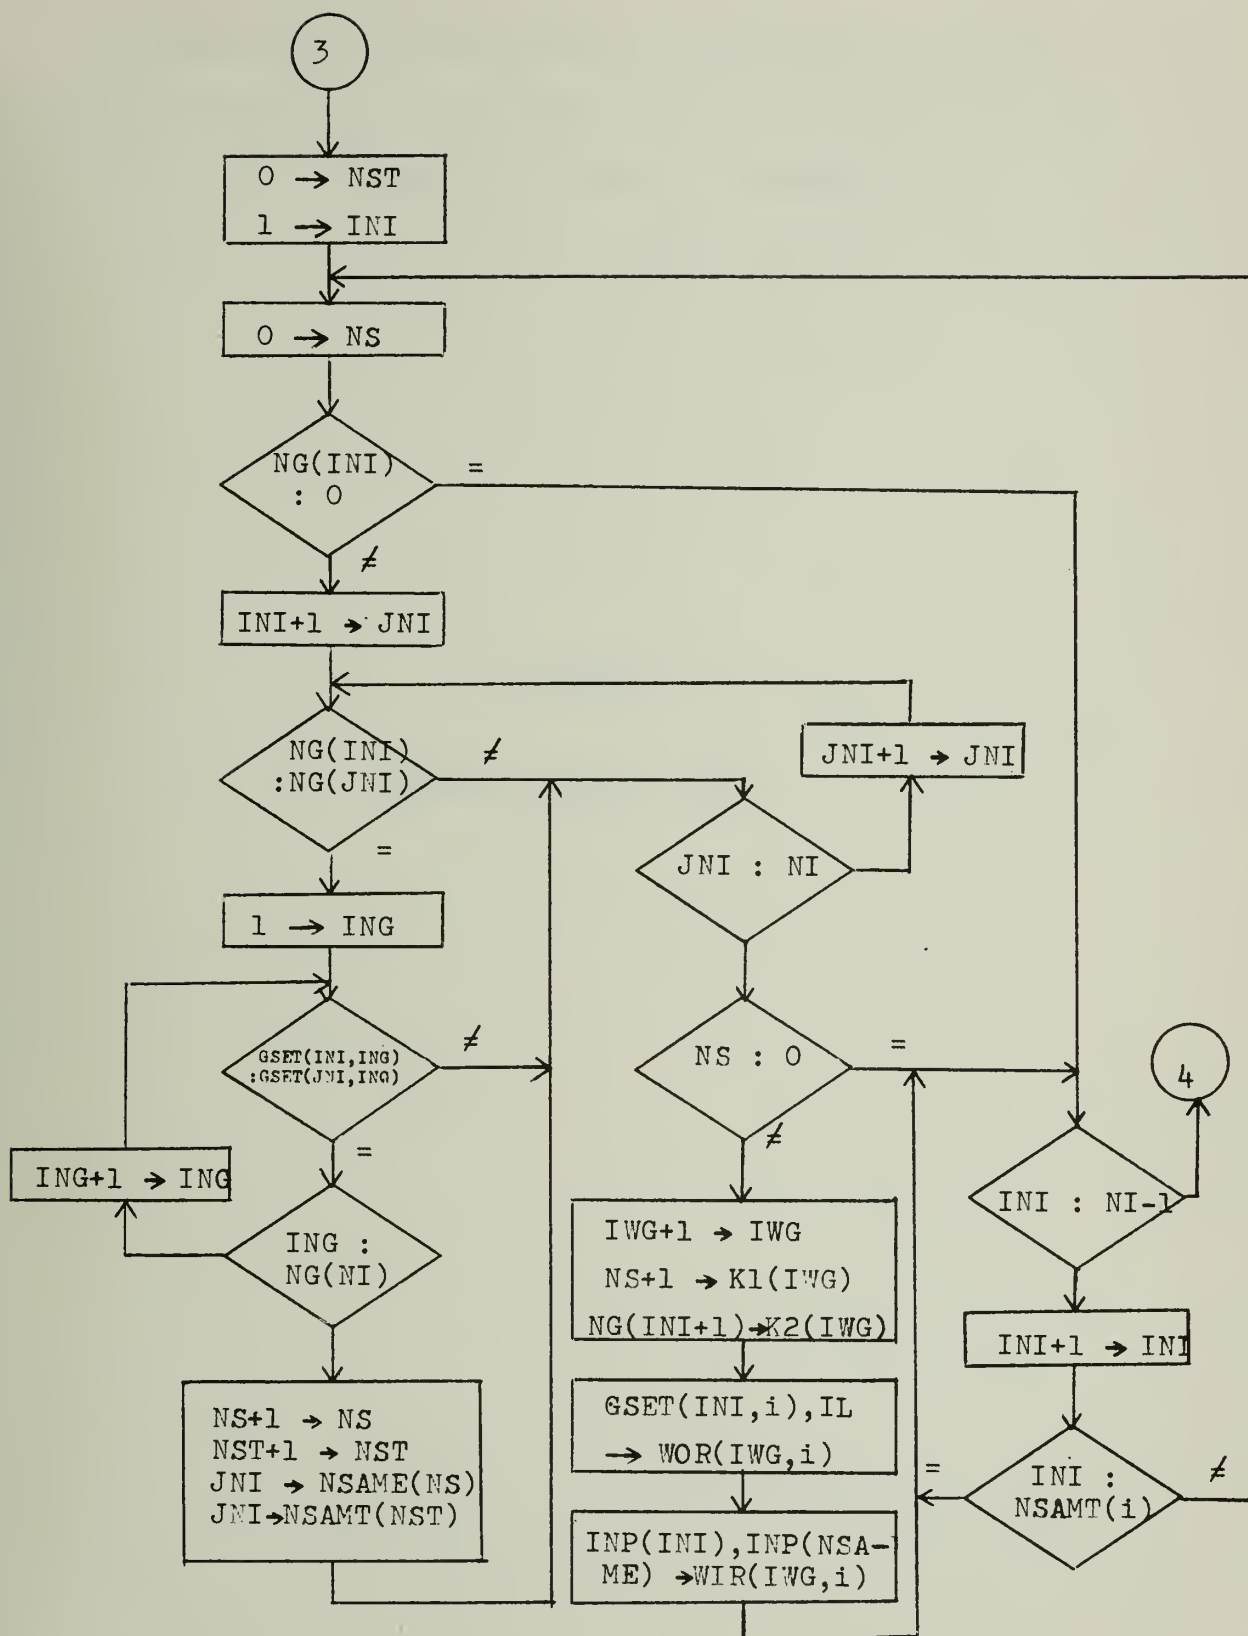 3
0 → NST
1 → INI
0 → NS
NG(INI)
: 0
=
≠
INI+1 → JNI
NG(INI)
:NG(JNI)
≠
=
JNI+1 → JNI
JNI : NI
1 → ING
GSET(INI,ING)
:GSET(JNI,ING)
≠
=
NS : 0
=
≠
4
ING+1 → ING
ING :
NG(NI)
IWG+1 → IWG
NS+1 → K1(IWG)
NG(INI+1)→K2(IWG)
INI : NI-1
INI+1 → INI
NS+1 → NS
NST+1 → NST
JNI → NSAME(NS)
JNI→NSAMT(NST)
GSET(INI,i),IL
→ WOR(IWG,i)
=
INI :
NSAMT(i)
≠
INP(INI),INP(NSA-
ME) →WIR(IWG,i)